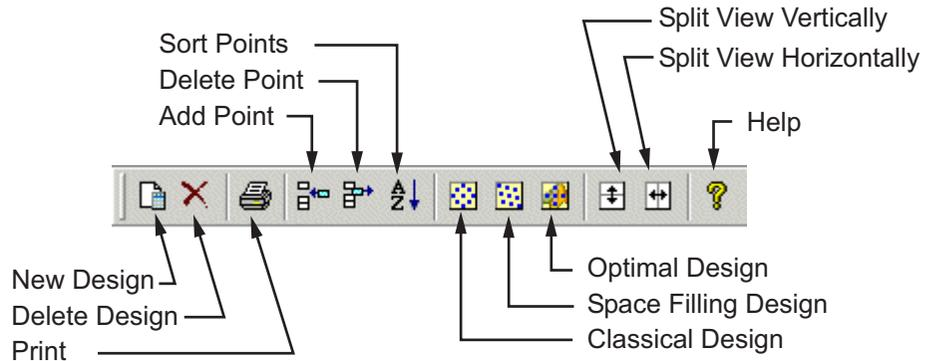 Split View Vertically
Sort Points
Split View Horizontally
Delete Point
Add Point
Help
A
Z
?
New Design
Optimal Design
Delete Design
Space Filling Design
Print
Classical Design